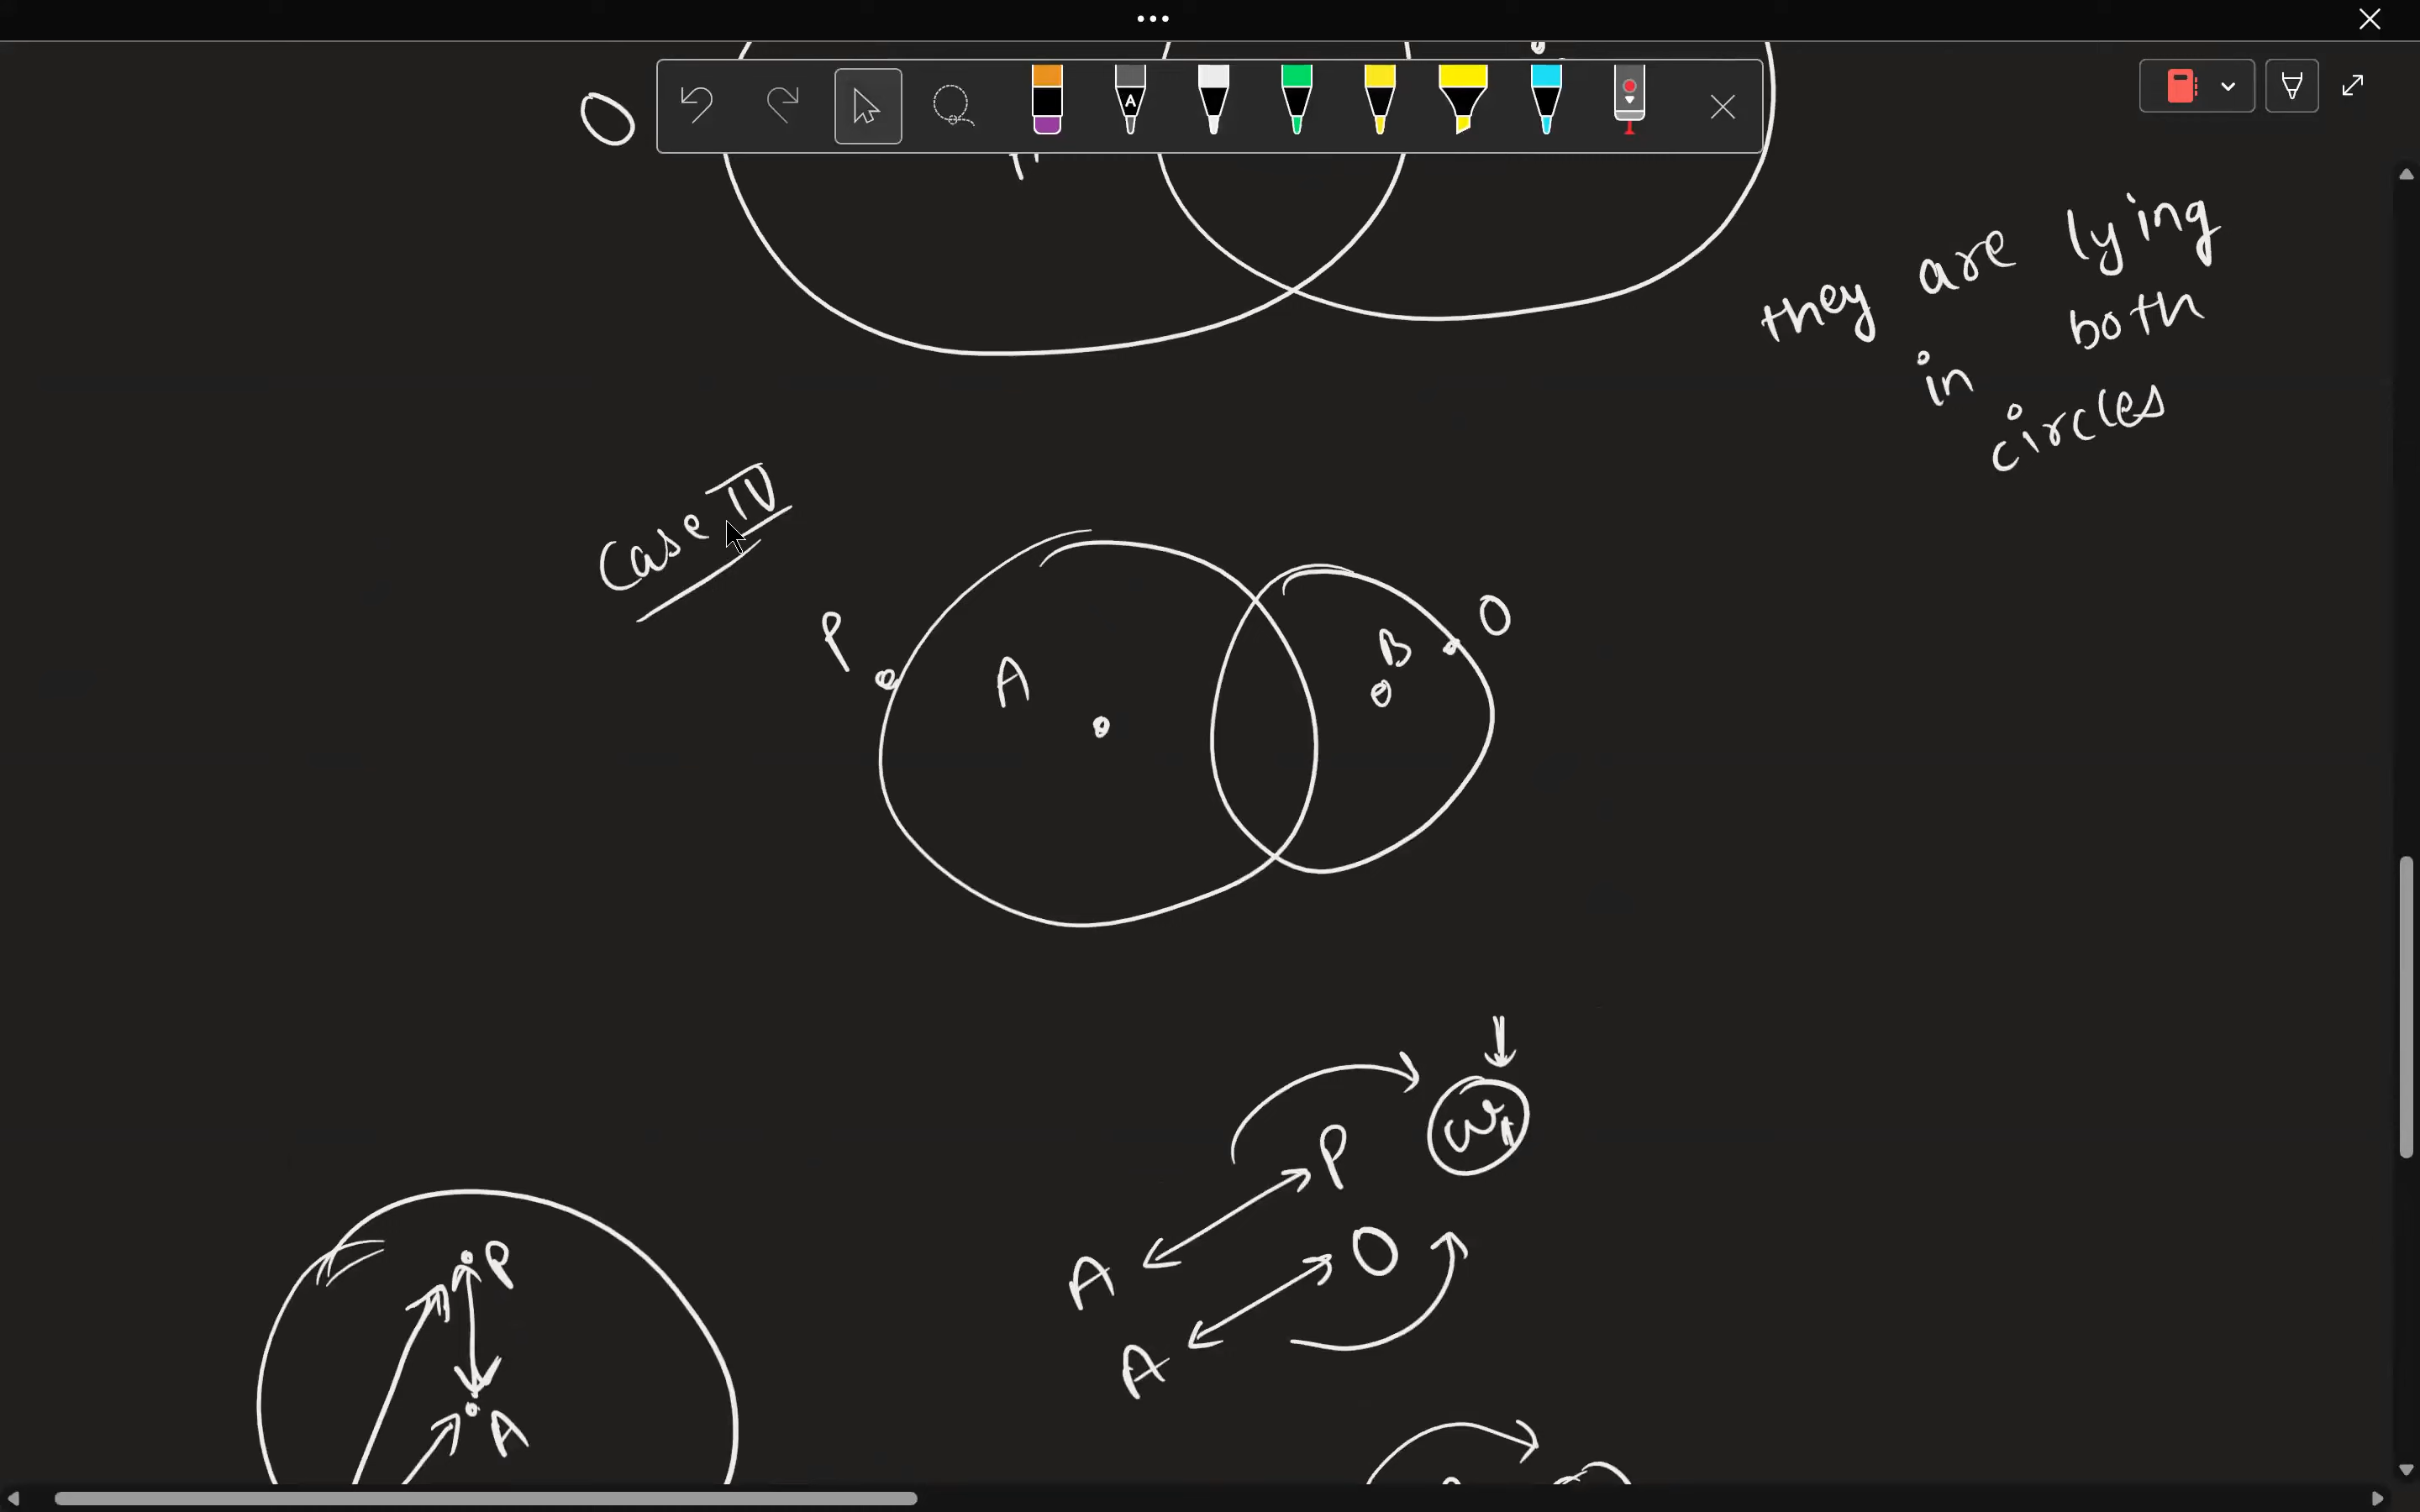 O
A
they are lying
in both
circles
Case IV
P
A
B
O
P
A
O
A
P
A